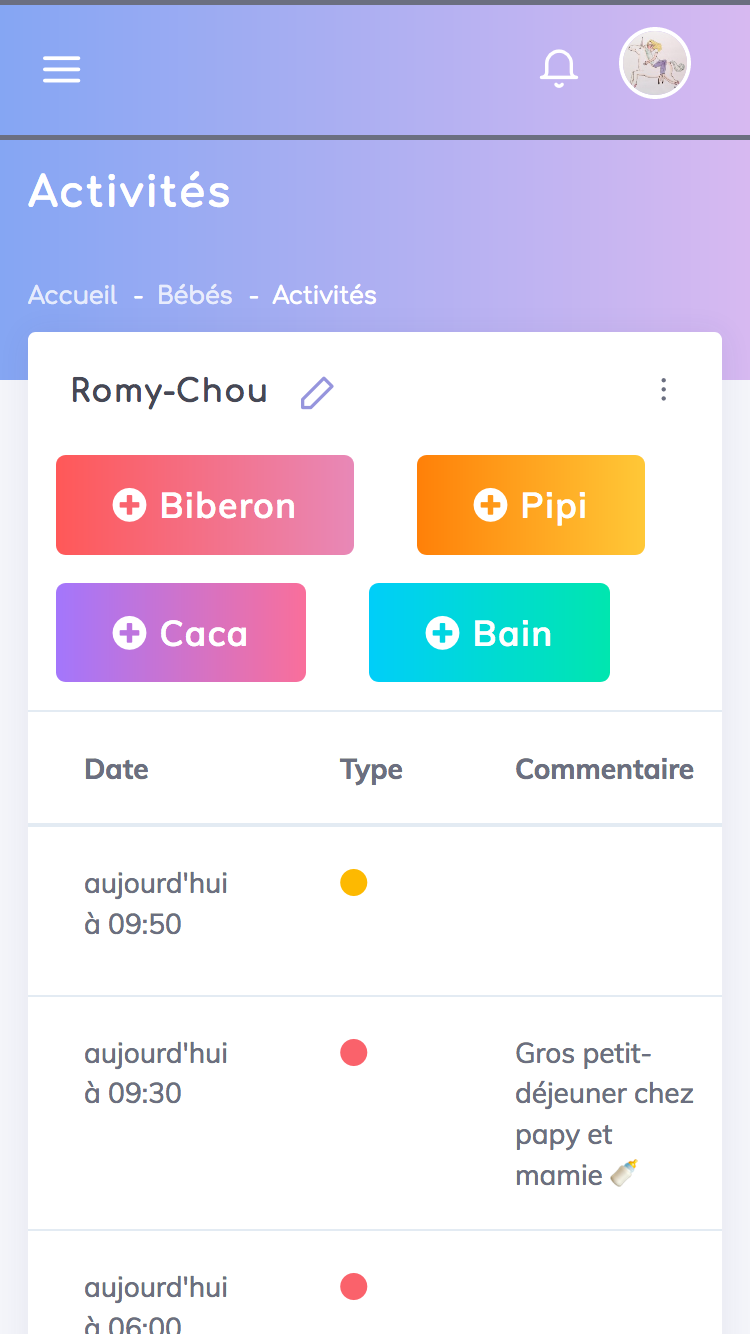 Activités
Accueil - Bébés - Activités
Romy-Chou
Biberon
Pipi
Caca
Bain
Date Type Commentaire
aujourd'hui
à 09:50
aujourd'hui
à 09:30
Gros petit-
déjeuner chez
papy et
mamie 🍼
aujourd'hui
à 06:00